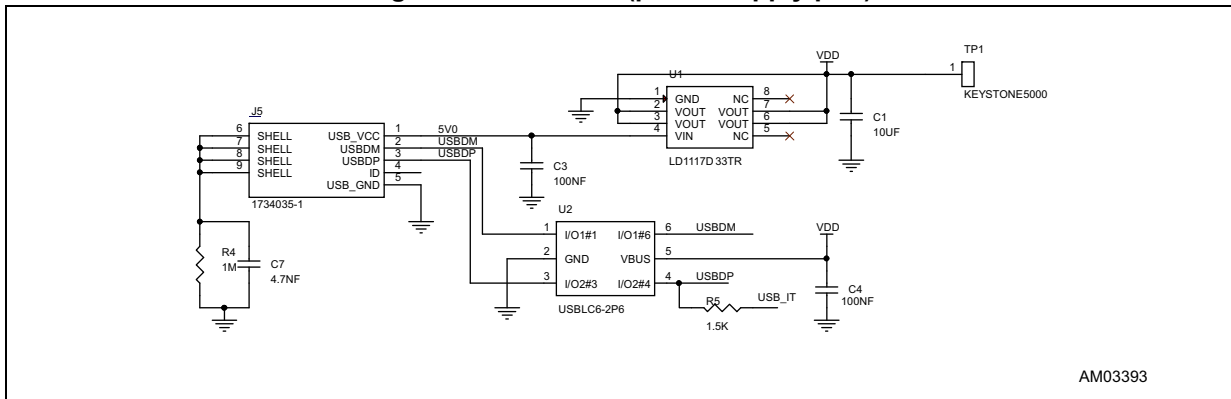 J5
6 SHELL USB_VCC 1 5V0
7 SHELL USBDM 2 USBDM
8 SHELL USBDP 3 USBDP
9 SHELL ID 4
USB_GND 5
1734035-1
R4
1M
C7
4.7NF
C3
100NF
U1
1 GND NC 8
2 VOUT VOUT 7
3 VOUT VOUT 6
4 VIN NC 5
LD1117D33TR
VDD
C1
10UF
TP1
1
KEYSTONE5000
U2
1 I/O1#1 I/O1#6 6 USBDM
2 GND VBUS 5
3 I/O2#3 I/O2#4 4 USBDP
USBLC6-2P6
R5
1.5K
USB_IT
VDD
C4
100NF
AM03393